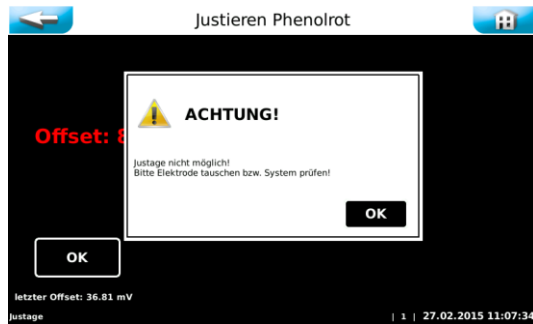 Justieren Phenolrot
ACHTUNG!
Offset:
Justage nicht möglich!
Bitte Elektrode tauschen bzw. System prüfen!
OK
OK
letzter Offset: 36.81 mV
Justage | 1 | 27.02.2015 11:07:34